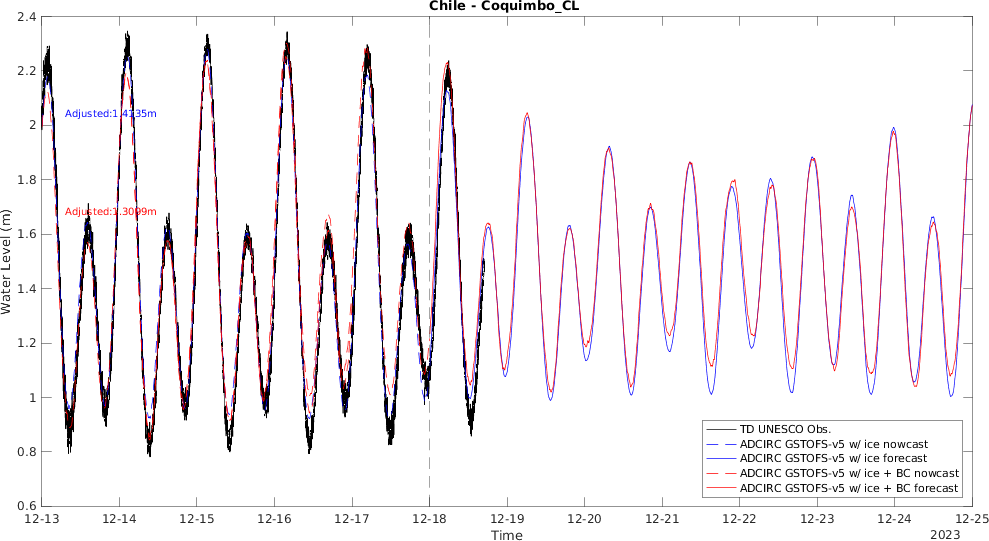 Chile - Coquimbo_CL
Water Level (m)
2.4
2.2
2
1.8
1.6
1.4
1.2
1
0.8
0.6
Adjusted:1.4135m
Adjusted:1.3099m
TD UNESCO Obs.
ADCIRC GSTOFS-v5 w/ ice nowcast
ADCIRC GSTOFS-v5 w/ ice forecast
ADCIRC GSTOFS-v5 w/ ice + BC nowcast
ADCIRC GSTOFS-v5 w/ ice + BC forecast
12-13 12-14 12-15 12-16 12-17 12-18 12-19 12-20 12-21 12-22 12-23 12-24 12-25
Time
2023